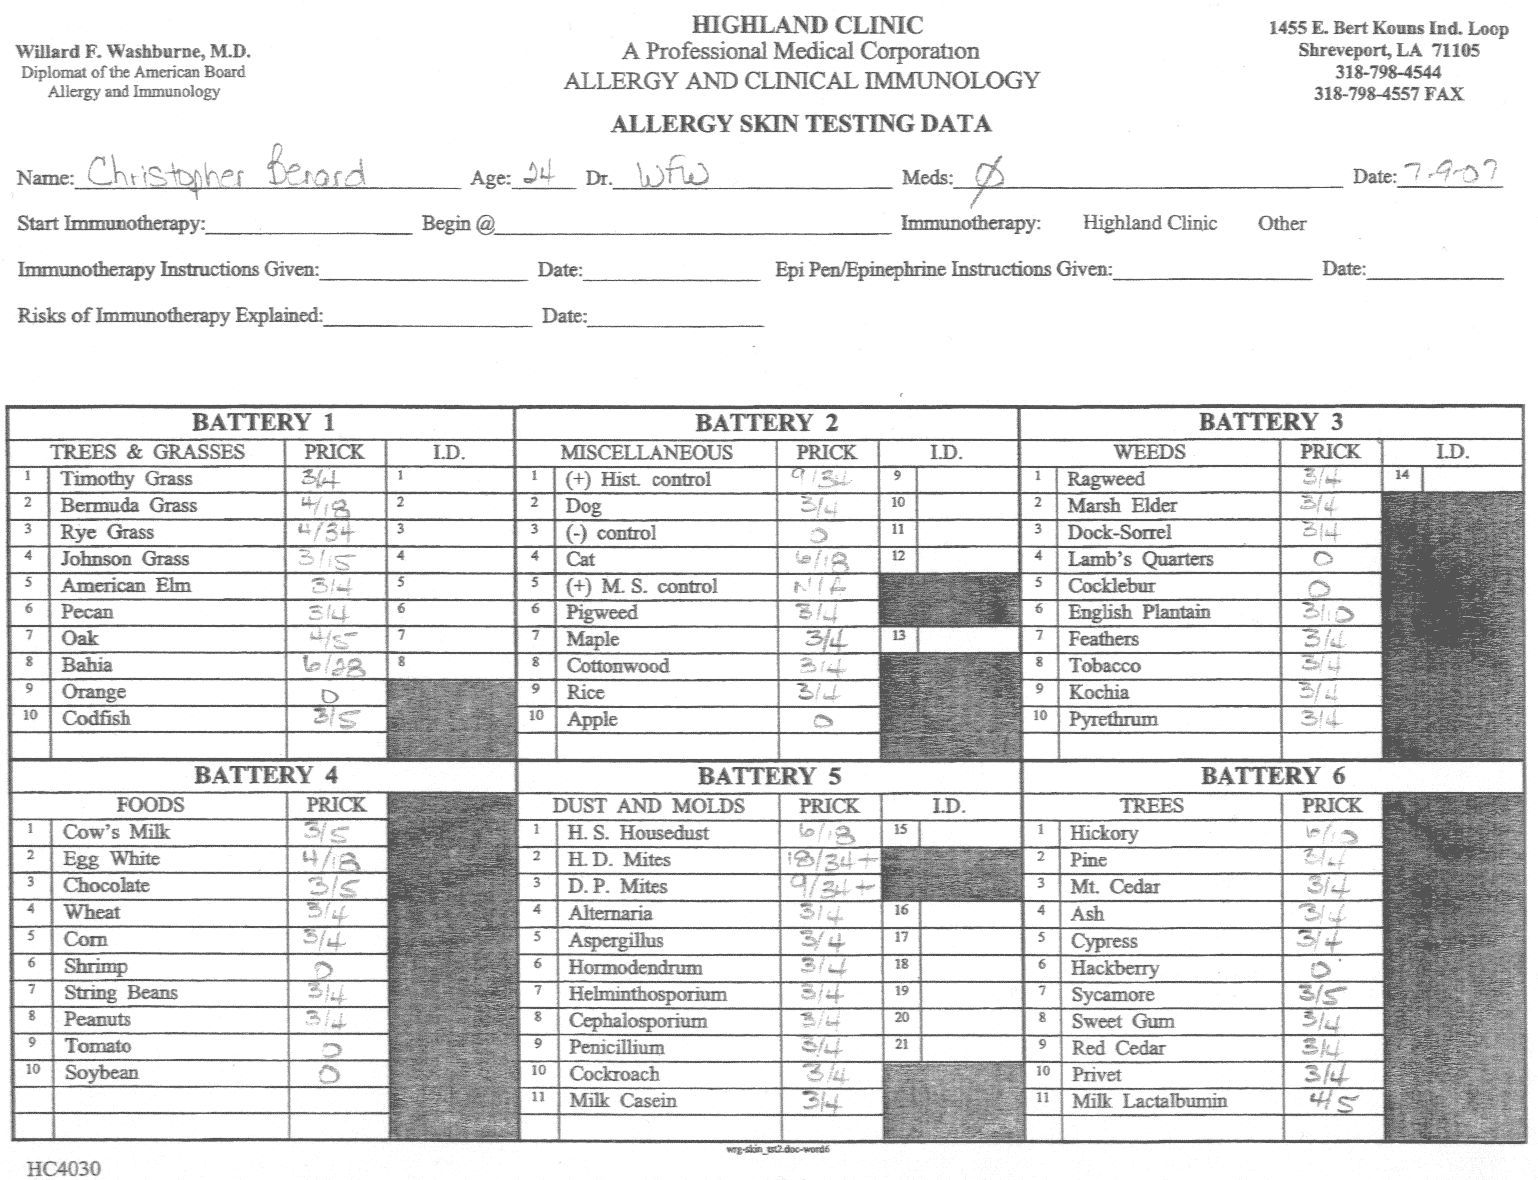 HIGHLAND CLINIC
A Professional Medical Corporation
ALLERGY AND CLINICAL IMMUNOLOGY
Willard F. Washburne, M.D.
Diplomat of the American Board
Allergy and Immunology
1455 E. Bert Kouns Ind. Loop
Shreveport, LA 71105
318-798-4544
318-798-4557 FAX
ALLERGY SKIN TESTING DATA
Name: Christopher Benard Age: 24 Dr. WFW Meds: Ø Date: 7-9-07
Start Immunotherapy: Begin @ Immunotherapy: Highland Clinic Other
Immunotherapy Instructions Given: Date: Epi Pen/Epinephrine Instructions Given: Date:
Risks of Immunotherapy Explained: Date:
BATTERY 1
TREES & GRASSES PRICK I.D.
1 Timothy Grass 3/4 1
2 Bermuda Grass 4/18 2
3 Rye Grass 4/34 3
4 Johnson Grass 3/15 4
5 American Elm 3/4 5
6 Pecan 3/4 6
7 Oak 4/5 7
8 Bahia 6/28 8
9 Orange 0
10 Codfish 3/5
BATTERY 2
MISCELLANEOUS PRICK I.D.
1 (+) Hist. control 9/34 9
2 Dog 3/4 10
3 (-) control 0 11
4 Cat 6/18 12
5 (+) M. S. control N/A
6 Pigweed 3/4
7 Maple 3/4 13
8 Cottonwood 3/4
9 Rice 3/4
10 Apple 0
BATTERY 3
WEEDS PRICK I.D.
1 Ragweed 3/4 14
2 Marsh Elder 3/4
3 Dock-Sorrel 3/4
4 Lamb's Quarters 0
5 Cocklebur 0
6 English Plantain 3/10
7 Feathers 3/4
8 Tobacco 3/4
9 Kochia 3/4
10 Pyrethrum 3/4
BATTERY 4
FOODS PRICK
1 Cow's Milk 3/5
2 Egg White 4/18
3 Chocolate 3/5
4 Wheat 3/4
5 Corn 3/4
6 Shrimp 0
7 String Beans 3/4
8 Peanuts 3/4
9 Tomato 0
10 Soybean 0
BATTERY 5
DUST AND MOLDS PRICK I.D.
1 H. S. Housedust 6/18 15
2 H. D. Mites 18/34+
3 D. P. Mites 9/34+
4 Alternaria 3/4 16
5 Aspergillus 3/4 17
6 Hormodendrum 3/4 18
7 Helminthosporium 3/4 19
8 Cephalosporium 3/4 20
9 Penicillium 3/4 21
10 Cockroach 3/4
11 Milk Casein 3/4
BATTERY 6
TREES PRICK
1 Hickory
2 Pine 3/4
3 Mt. Cedar 3/4
4 Ash 3/4
5 Cypress 3/4
6 Hackberry 0
7 Sycamore 3/5
8 Sweet Gum 3/4
9 Red Cedar 3/4
10 Privet 3/4
11 Milk Lactalbumin 4/5
wrg-skin_tst2.doc-word6
HC4030